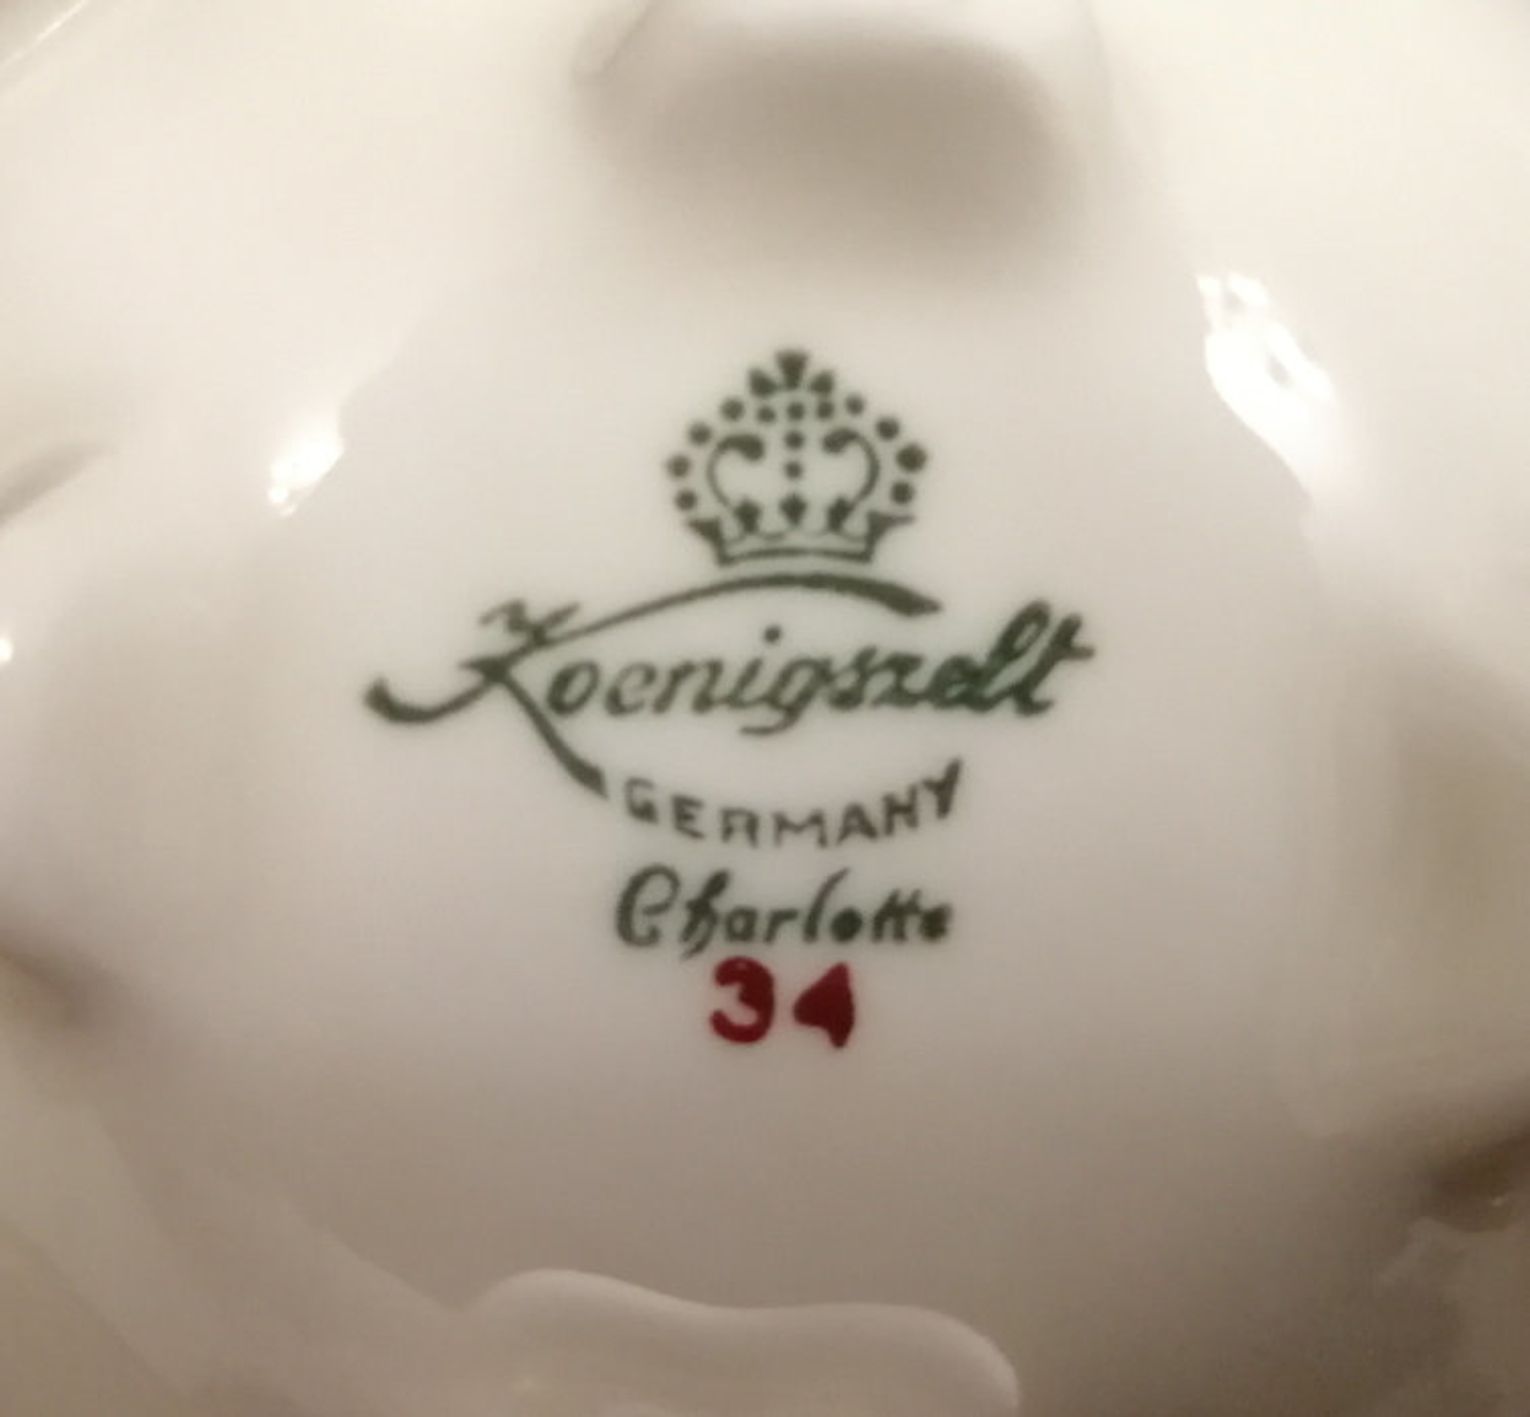 Koenigszelt
GERMANY
Charlotte
34